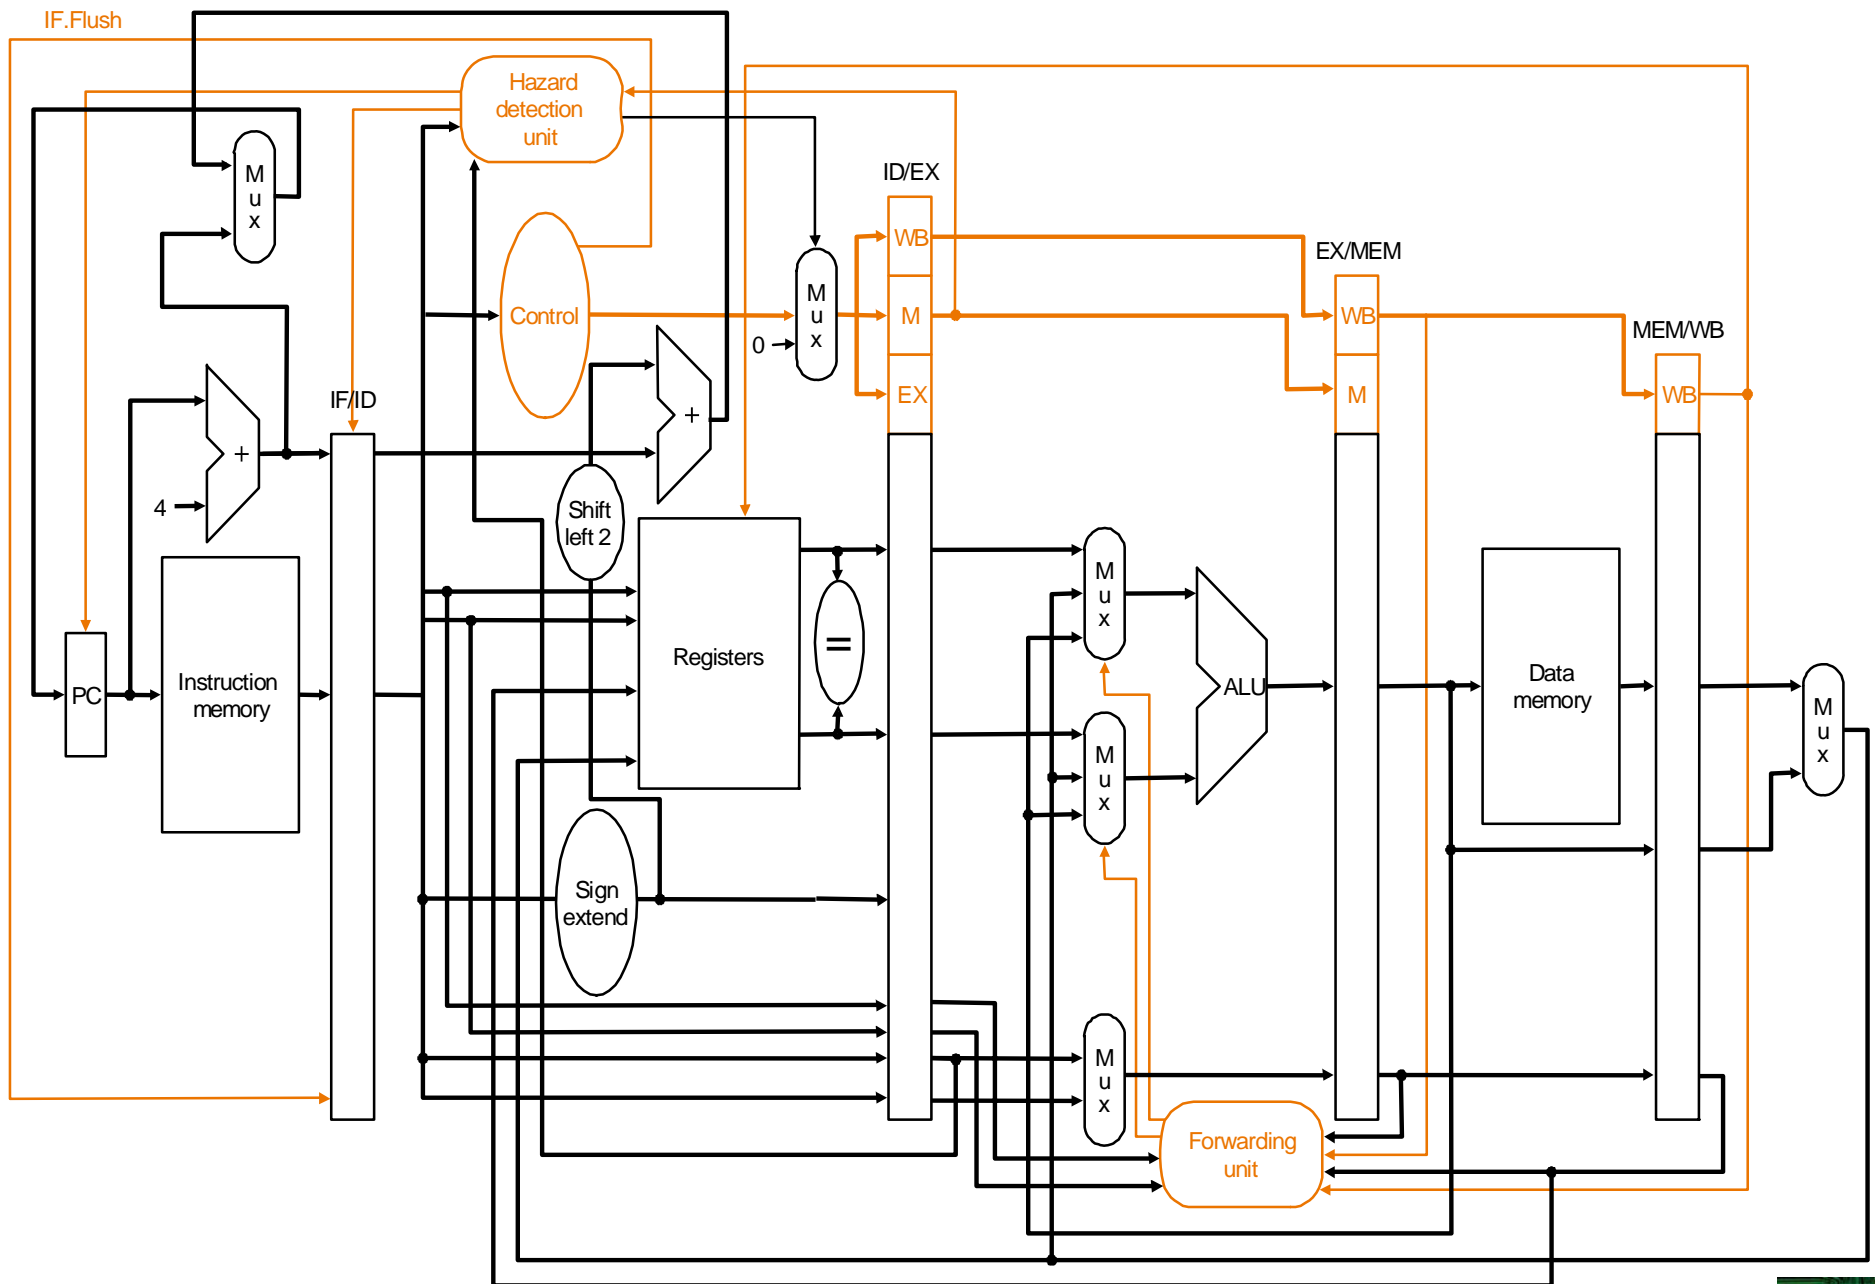 IF.Flush
Hazard
detection
unit
M
u
x
ID/EX
WB
EX/MEM
Control
M
u
x
0
M
WB
MEM/WB
IF/ID
EX
M
WB
+
+
4
Shift
left 2
M
u
x
Registers
=
PC
Instruction
memory
ALU
Data
memory
M
u
x
M
u
x
Sign
extend
M
u
x
Forwarding
unit